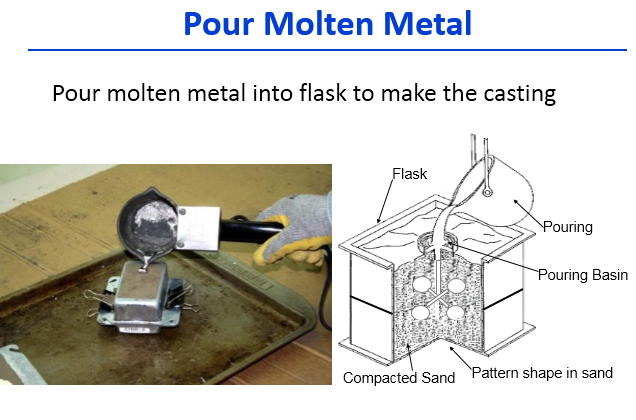 Pour Molten Metal
Pour molten metal into flask to make the casting
Flask
Pouring
Pouring Basin
Compacted Sand
Pattern shape in sand